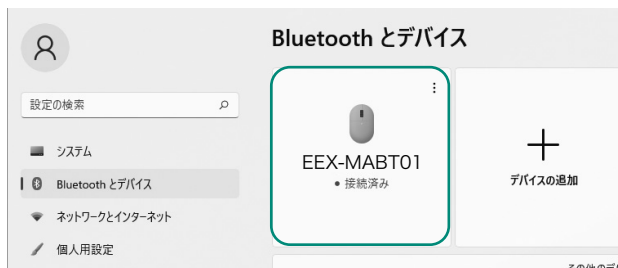 Bluetooth とデバイス
設定の検索
システム
Bluetooth とデバイス
ネットワークとインターネット
個人用設定
EEX-MABT01
• 接続済み
デバイスの追加